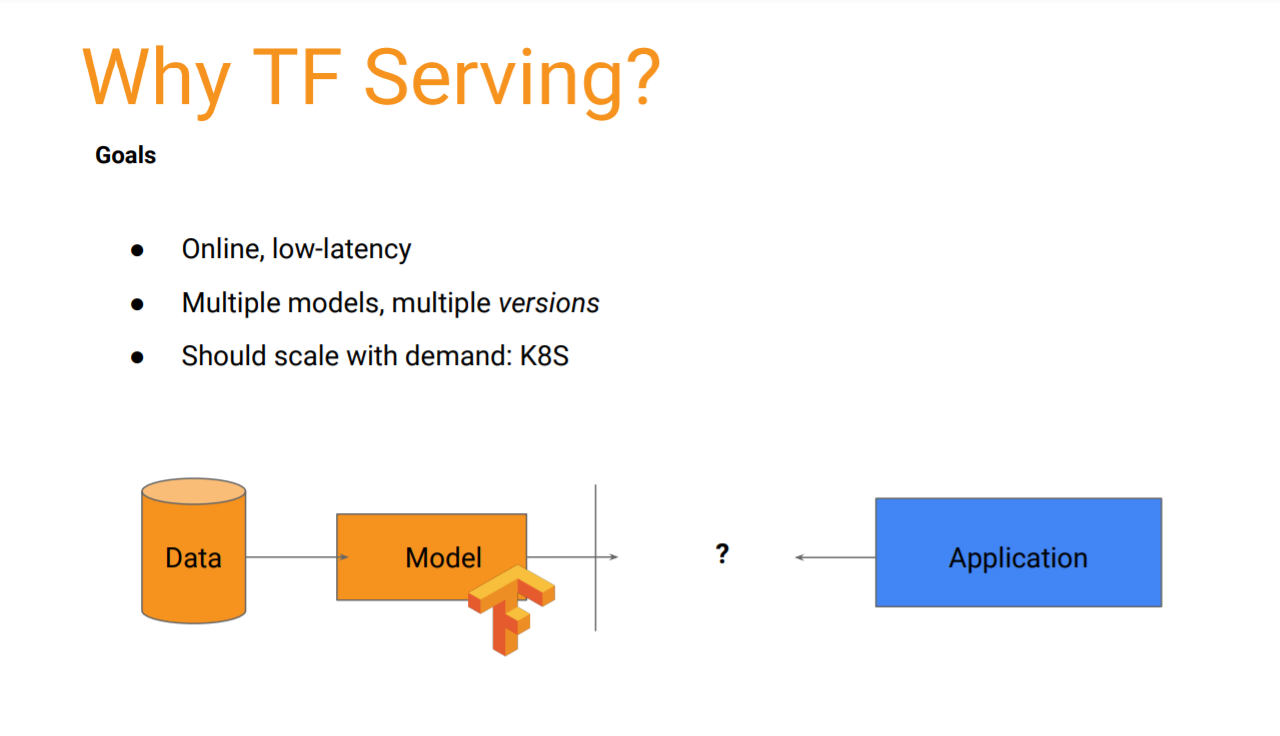 Why TF Serving?
Goals
● Online, low-latency
● Multiple models, multiple versions
● Should scale with demand: K8S
Data
Model
?
Application